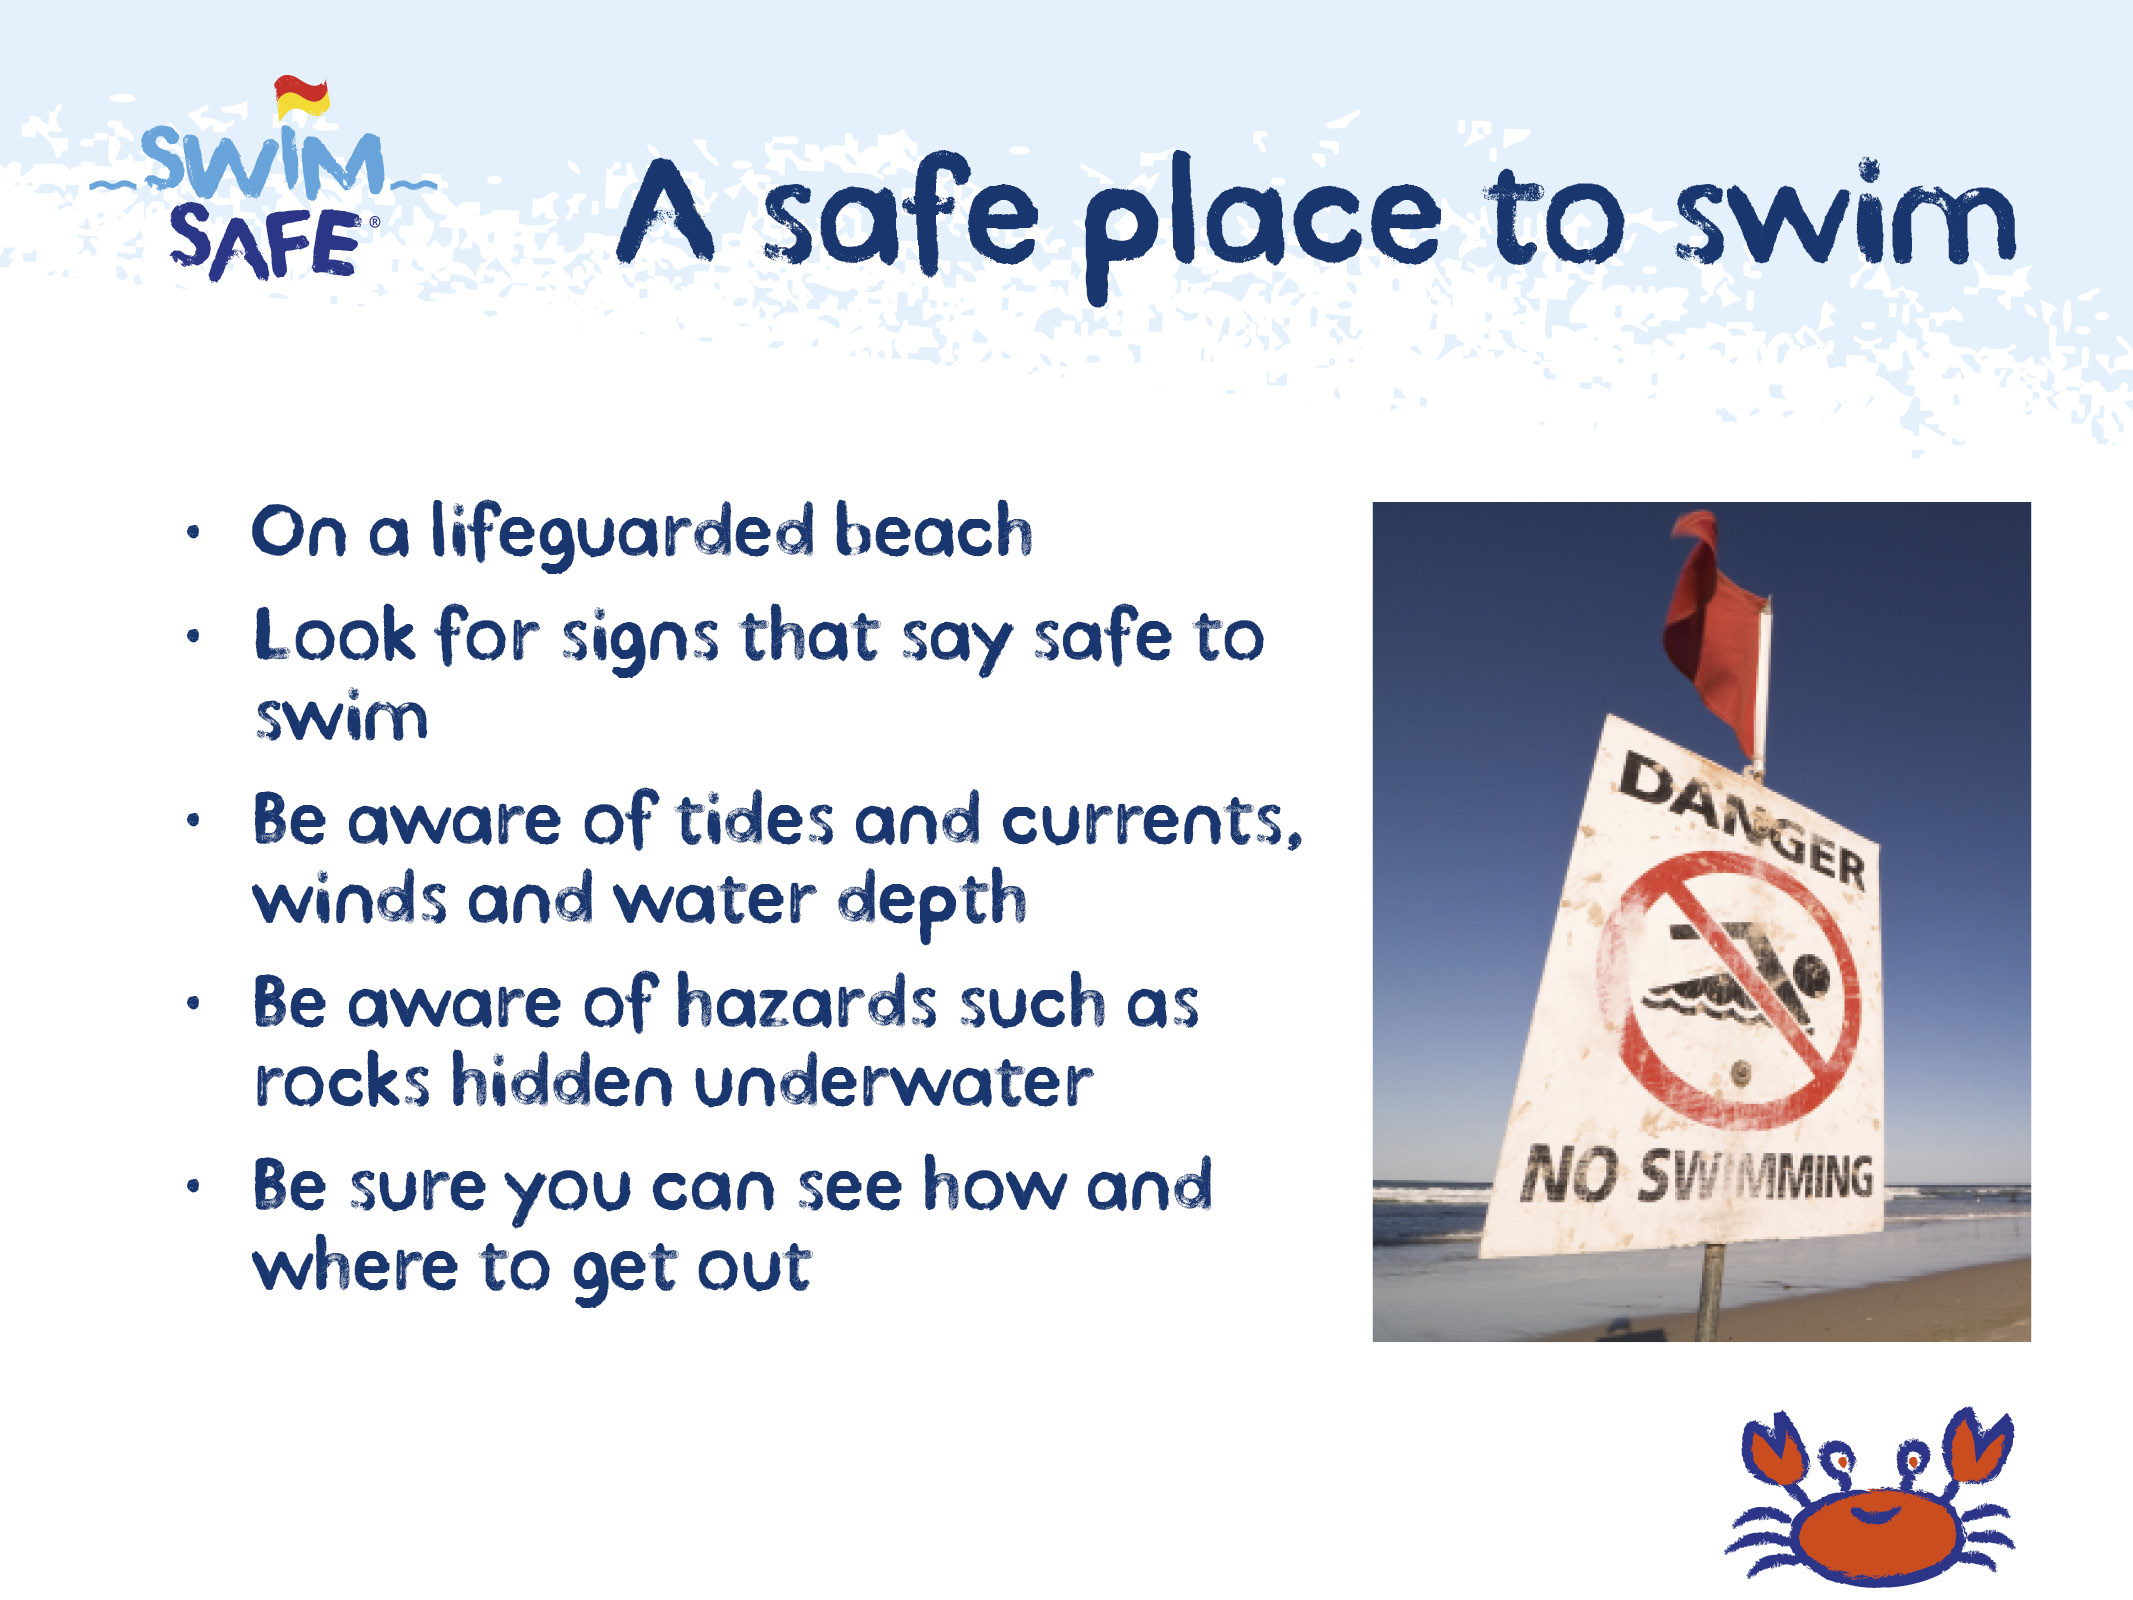 SWIM
SAFE®
A safe place to swim
• On a lifeguarded beach
• Look for signs that say safe to
swim
• Be aware of tides and currents,
winds and water depth
• Be aware of hazards such as
rocks hidden underwater
• Be sure you can see how and
where to get out
DANGER
NO SWIMMING